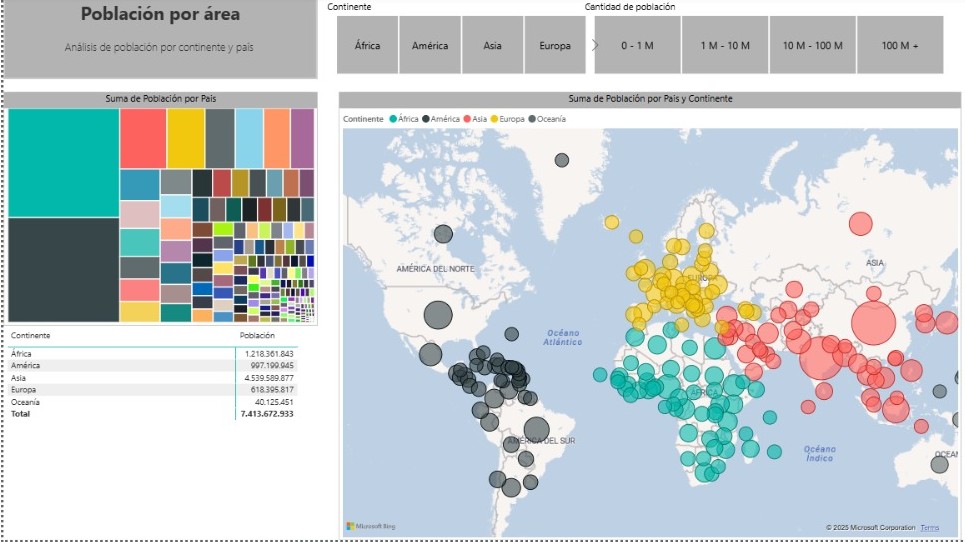 Población por área
Análisis de población por continente y país
Continente
África
América
Asia
Europa
Cantidad de población
0 - 1 M
1 M - 10 M
10 M - 100 M
100 M +
Suma de Población por País
Continente Población
África 1.218.361.843
América 997.199.945
Asia 4.539.589.877
Europa 618.395.817
Oceanía 40.125.451
Total 7.413.672.933
Suma de Población por País y Continente
Continente África América Asia Europa Oceanía
AMÉRICA DEL NORTE
EUROPA
ASIA
Océano
Atlántico
ÁFRICA
AMÉRICA DEL SUR
Océano
Índico
OCEAN
Microsoft Bing
© 2025 Microsoft Corporation Terms